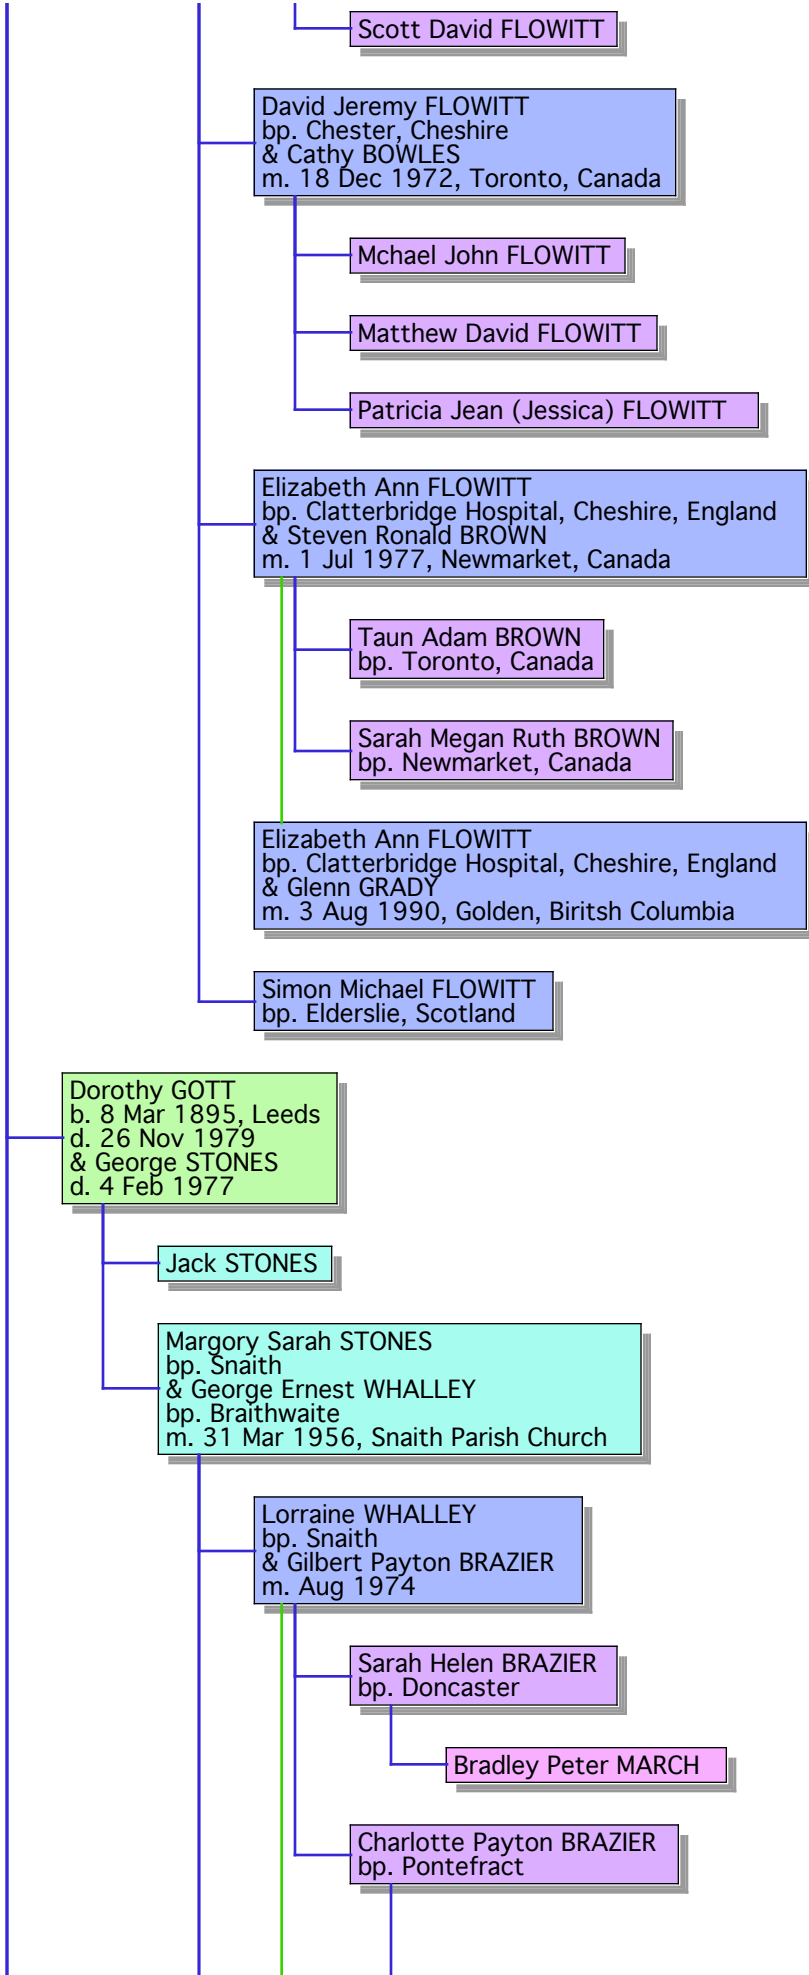 Scott David FLOWITT
David Jeremy FLOWITT
bp. Chester, Cheshire
& Cathy BOWLES
m. 18 Dec 1972, Toronto, Canada
Mchael John FLOWITT
Matthew David FLOWITT
Patricia Jean (Jessica) FLOWITT
Elizabeth Ann FLOWITT
bp. Clatterbridge Hospital, Cheshire, England
& Steven Ronald BROWN
m. 1 Jul 1977, Newmarket, Canada
Taun Adam BROWN
bp. Toronto, Canada
Sarah Megan Ruth BROWN
bp. Newmarket, Canada
Elizabeth Ann FLOWITT
bp. Clatterbridge Hospital, Cheshire, England
& Glenn GRADY
m. 3 Aug 1990, Golden, Biritsh Columbia
Simon Michael FLOWITT
bp. Elderslie, Scotland
Dorothy GOTT
b. 8 Mar 1895, Leeds
d. 26 Nov 1979
& George STONES
d. 4 Feb 1977
Jack STONES
Margory Sarah STONES
bp. Snaith
& George Ernest WHALLEY
bp. Braithwaite
m. 31 Mar 1956, Snaith Parish Church
Lorraine WHALLEY
bp. Snaith
& Gilbert Payton BRAZIER
m. Aug 1974
Sarah Helen BRAZIER
bp. Doncaster
Bradley Peter MARCH
Charlotte Payton BRAZIER
bp. Pontefract